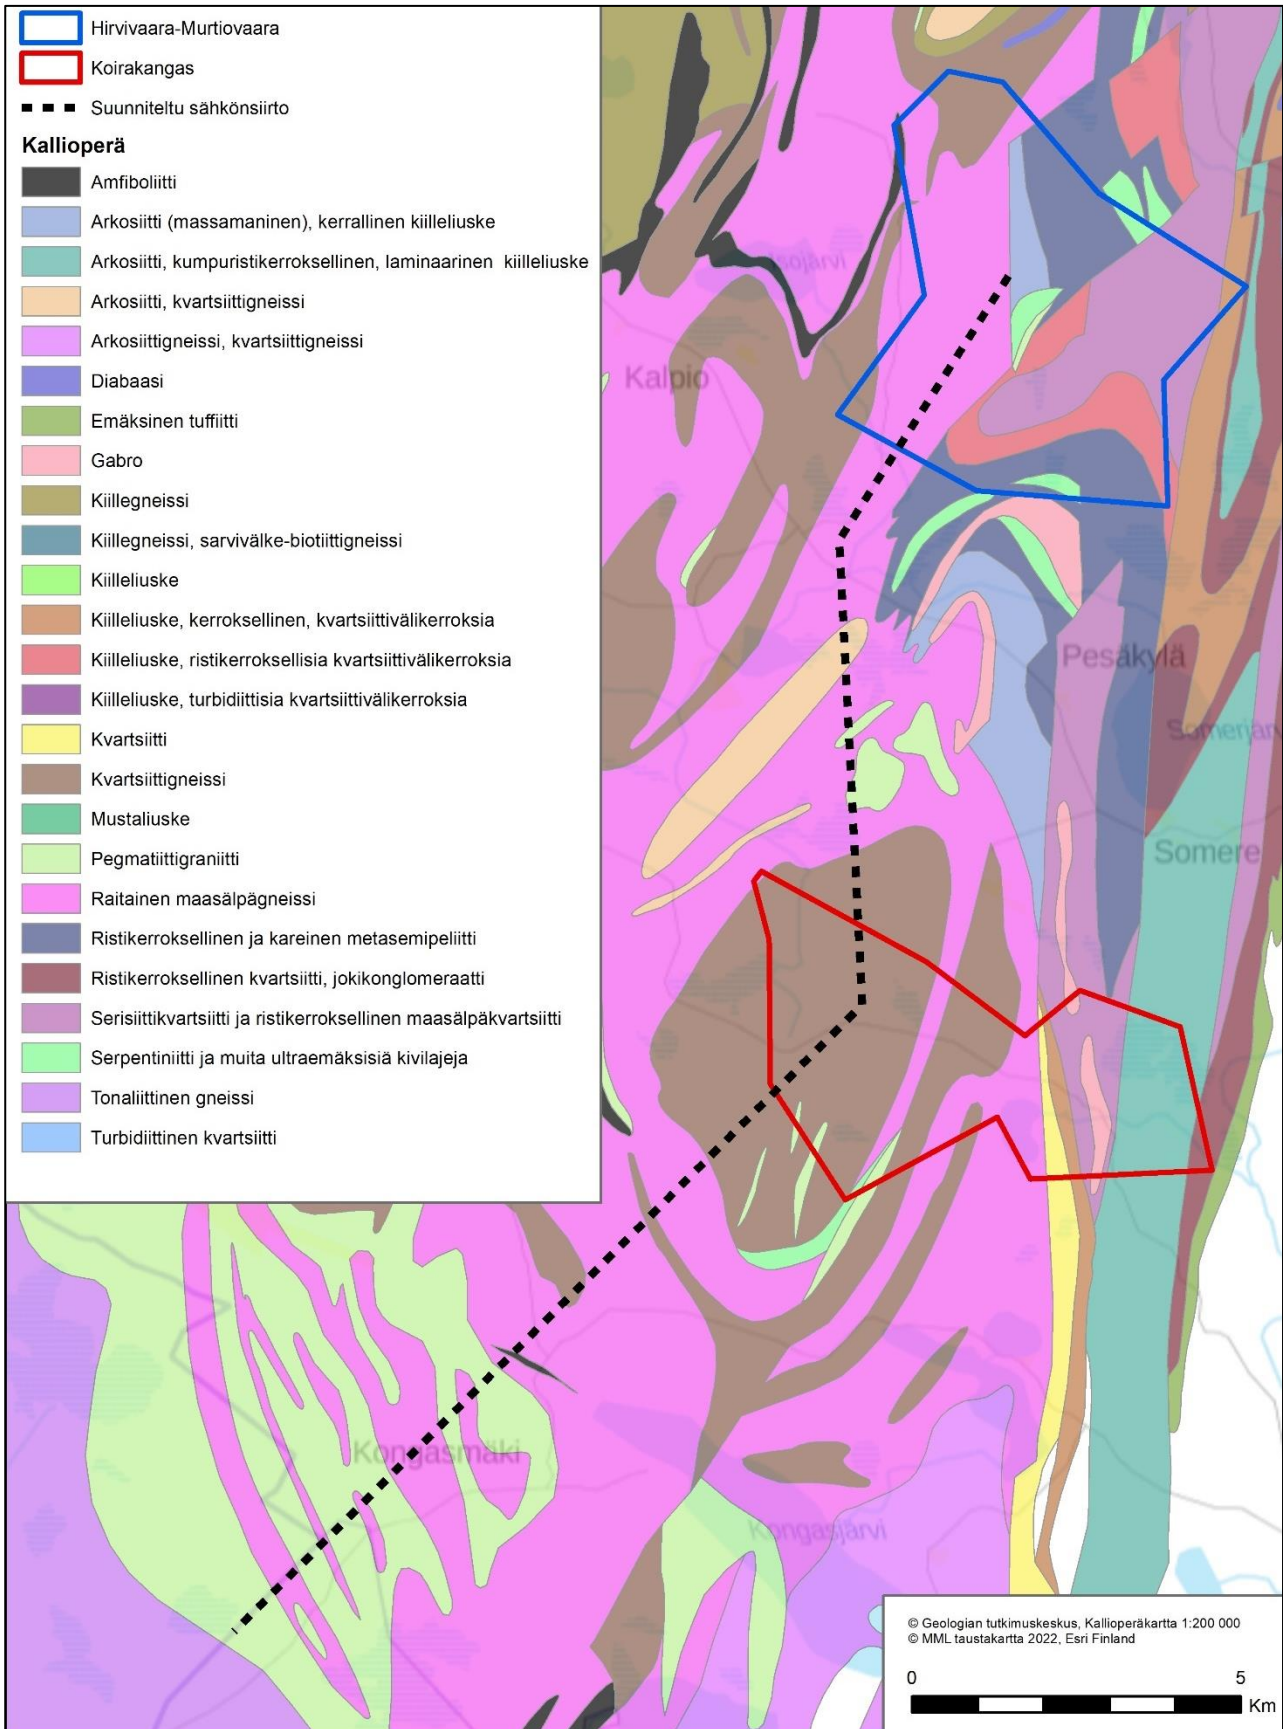 Hirvivaara-Murtiovaara
Koirakangas
Suunniteltu sähkönsiirto
Kallioperä
Amfiboliitti
Arkosiitti (massamaninen), kerrallinen kiilleliuske
Arkosiitti, kumpuristikerroksellinen, laminaarinen kiilleliuske
Arkosiitti, kvartsiittigneissi
Arkosiittigneissi, kvartsiittigneissi
Diabaasi
Emäksinen tuffiitti
Gabro
Kiillegneissi
Kiillegneissi, sarvivälke-biotiittigneissi
Kiilleliuske
Kiilleliuske, kerroksellinen, kvartsiittivälikerroksia
Kiilleliuske, ristikerroksellisia kvartsiittivälikerroksia
Kiilleliuske, turbidiittisia kvartsiittivälikerroksia
Kvartsiitti
Kvartsiittigneissi
Mustaliuske
Pegmatiittigraniitti
Raitainen maasälpägneissi
Ristikerroksellinen ja kareinen metasemipeliitti
Ristikerroksellinen kvartsiitti, jokikonglomeraatti
Serisiittikvartsiitti ja ristikerroksellinen maasälpäkvartsiitti
Serpentiniitti ja muita ultraemäksisiä kivilajeja
Tonaliittinen gneissi
Turbidiittinen kvartsiitti
Isojärvi
Kalpio
Pesäkylä
Somerjärv
Somere
Kongasmäki
Kongasjärvi
© Geologian tutkimuskeskus, Kallioperäkartta 1:200 000
© MML taustakartta 2022, Esri Finland
0 5
Km